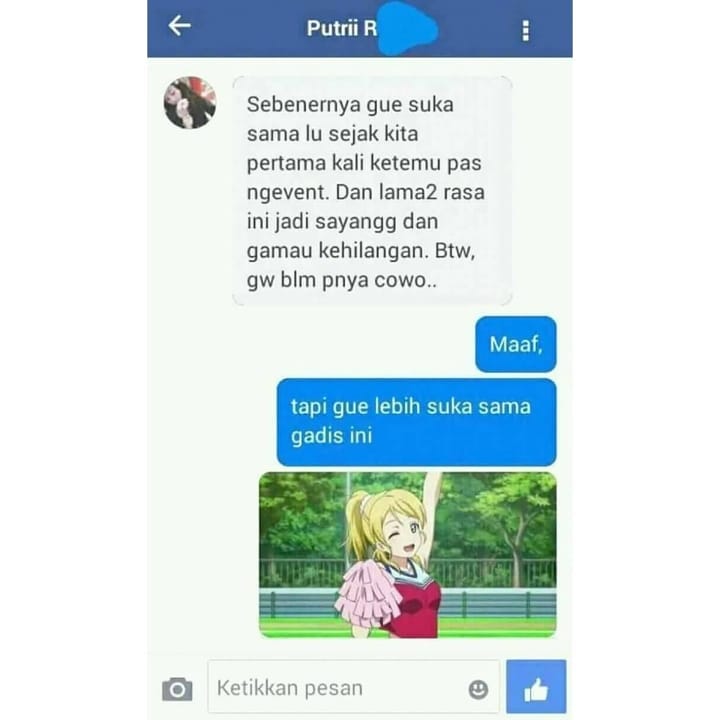 Putrii R
Sebenernya gue suka
sama lu sejak kita
pertama kali ketemu pas
ngevent. Dan lama2 rasa
ini jadi sayangg dan
gamau kehilangan. Btw,
gw blm pnya cowo..
Maaf,
tapi gue lebih suka sama
gadis ini
Ketikkan pesan